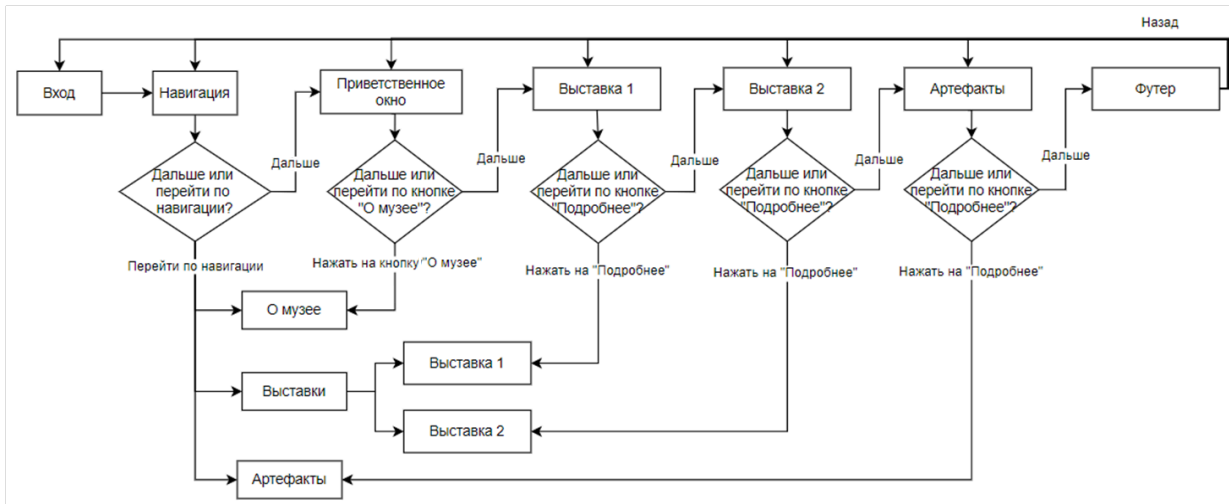 Назад
Вход
Навигация
Приветственное
окно
Выставка 1
Выставка 2
Артефакты
Футер
Дальше
Дальше
Дальше
Дальше
Дальше
Дальше или
перейти по
навигации?
Дальше или
перейти по кнопке
"О музее"?
Дальше или
перейти по кнопке
"Подробнее"?
Дальше или
перейти по кнопке
"Подробнее"?
Дальше или
перейти по кнопке
"Подробнее"?
Перейти по навигации
Нажать на кнопку "О музее"
Нажать на "Подробнее"
Нажать на "Подробнее"
Нажать на "Подробнее"
О музее
Выставка 1
Выставки
Выставка 2
Артефакты